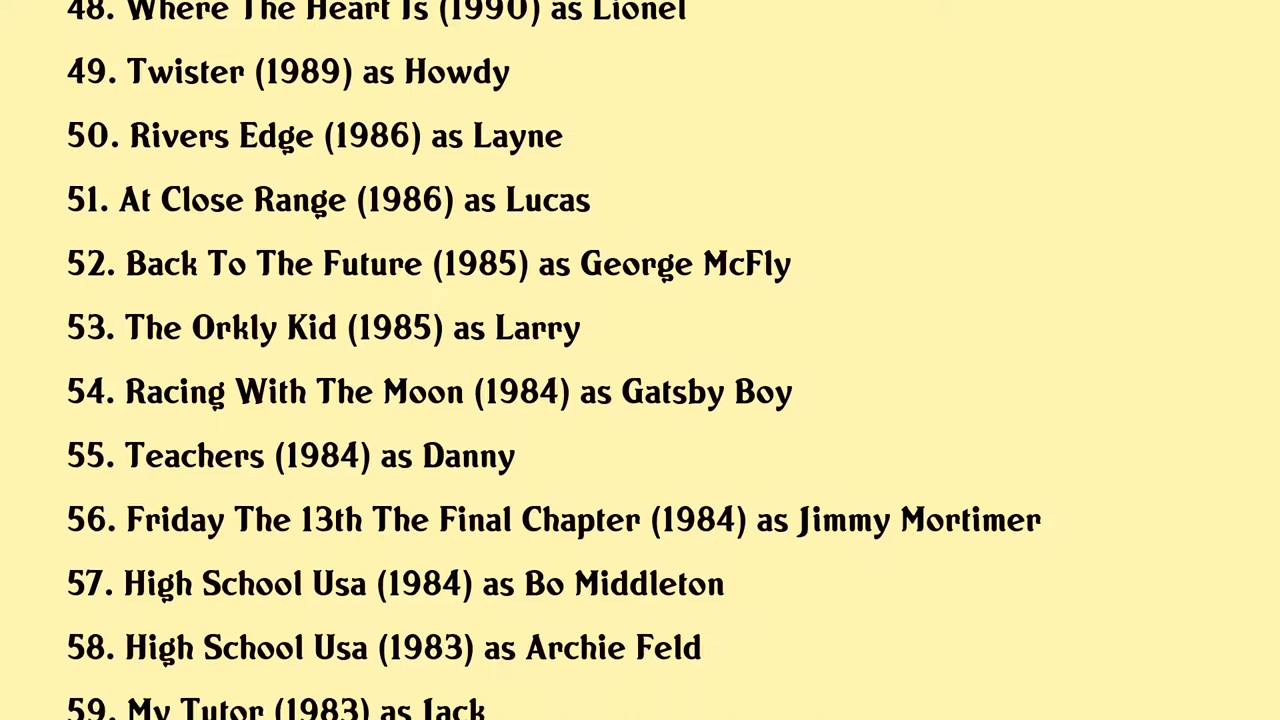 48. Where The Heart Is (1990) as Lionel
49. Twister (1989) as Howdy
50. Rivers Edge (1986) as Layne
51. At Close Range (1986) as Lucas
52. Back To The Future (1985) as George McFly
53. The Orkly Kid (1985) as Larry
54. Racing With The Moon (1984) as Gatsby Boy
55. Teachers (1984) as Danny
56. Friday The 13th The Final Chapter (1984) as Jimmy Mortimer
57. High School Usa (1984) as Bo Middleton
58. High School Usa (1983) as Archie Feld
59. My Tutor (1983) as Jack